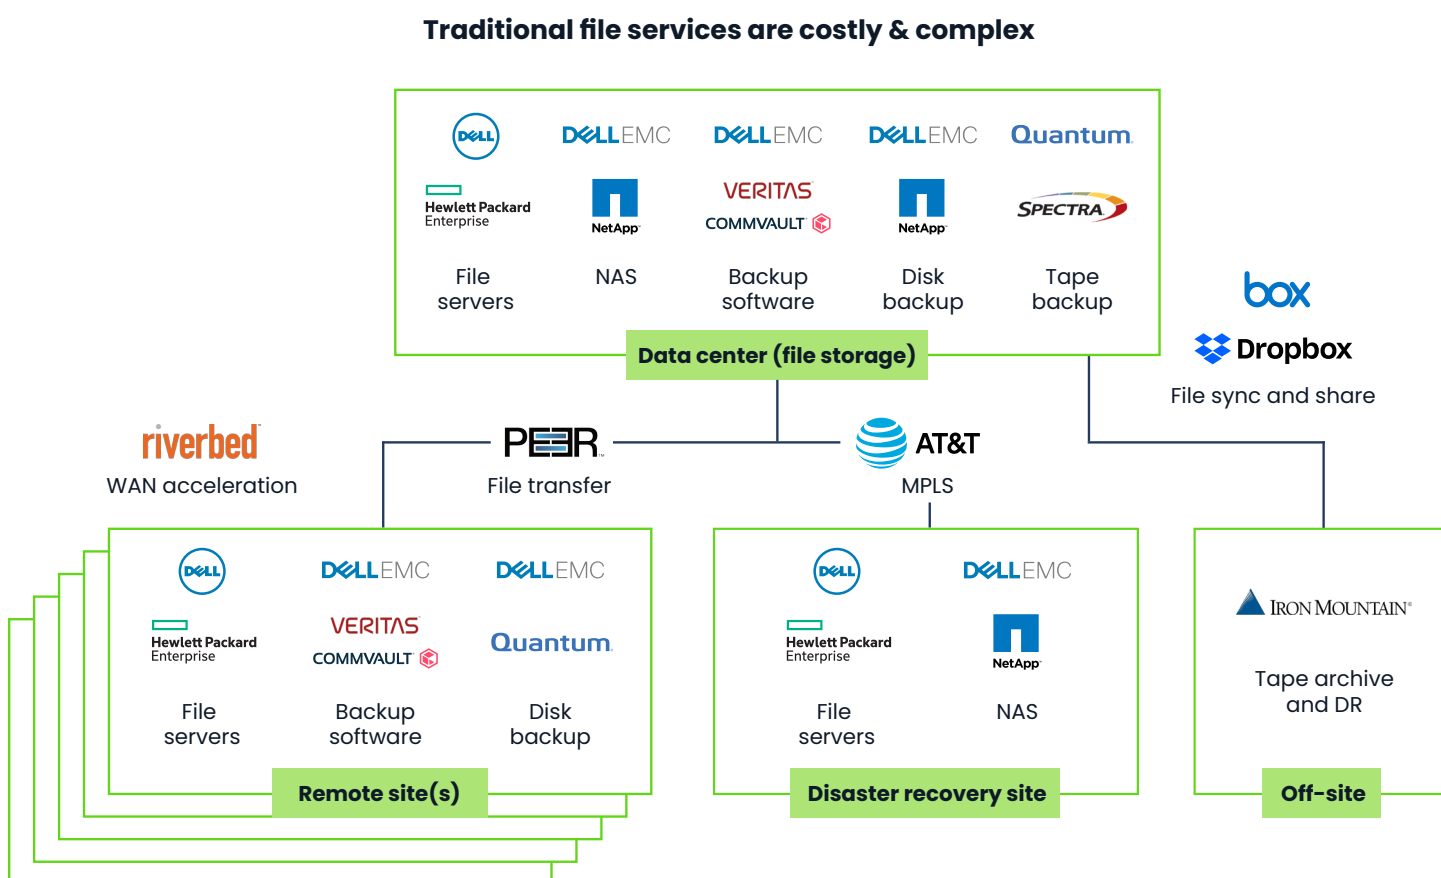 Traditional file services are costly & complex
DELL
DELLEMC
DELLEMC
DELLEMC
Quantum
Hewlett Packard
Enterprise
NetApp
VERITAS
COMMVAULT
NetApp
SPECTRA
File
servers
NAS
Backup
software
Disk
backup
Tape
backup
Data center (file storage)
box
Dropbox
File sync and share
riverbed
WAN acceleration
PEER
File transfer
AT&T
MPLS
DELL
DELLEMC
DELLEMC
Hewlett Packard
Enterprise
VERITAS
COMMVAULT
Quantum
File
servers
Backup
software
Disk
backup
Remote site(s)
DELL
DELLEMC
Hewlett Packard
Enterprise
NetApp
File
servers
NAS
Disaster recovery site
IRON MOUNTAIN®
Tape archive
and DR
Off-site